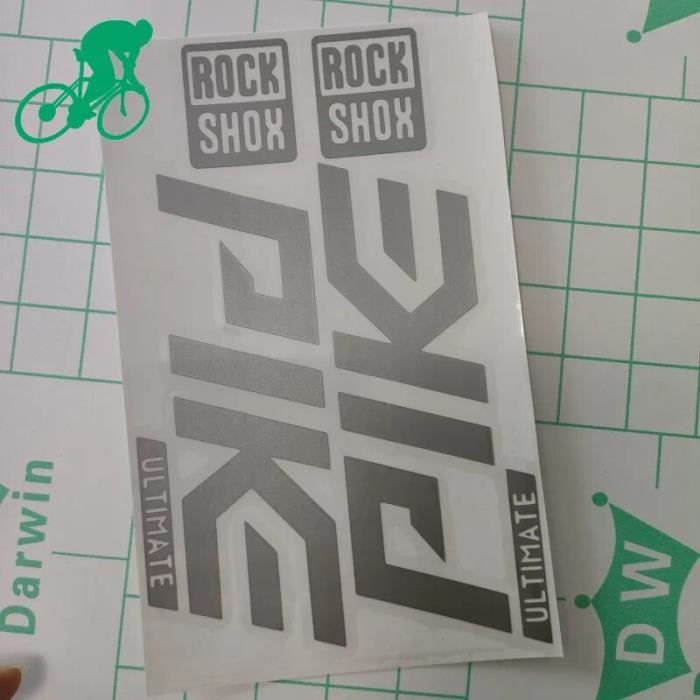 ROCK
SHOX
ROCK
SHOX
PIKE
PIKE
ULTIMATE
ULTIMATE
Darwin
DW